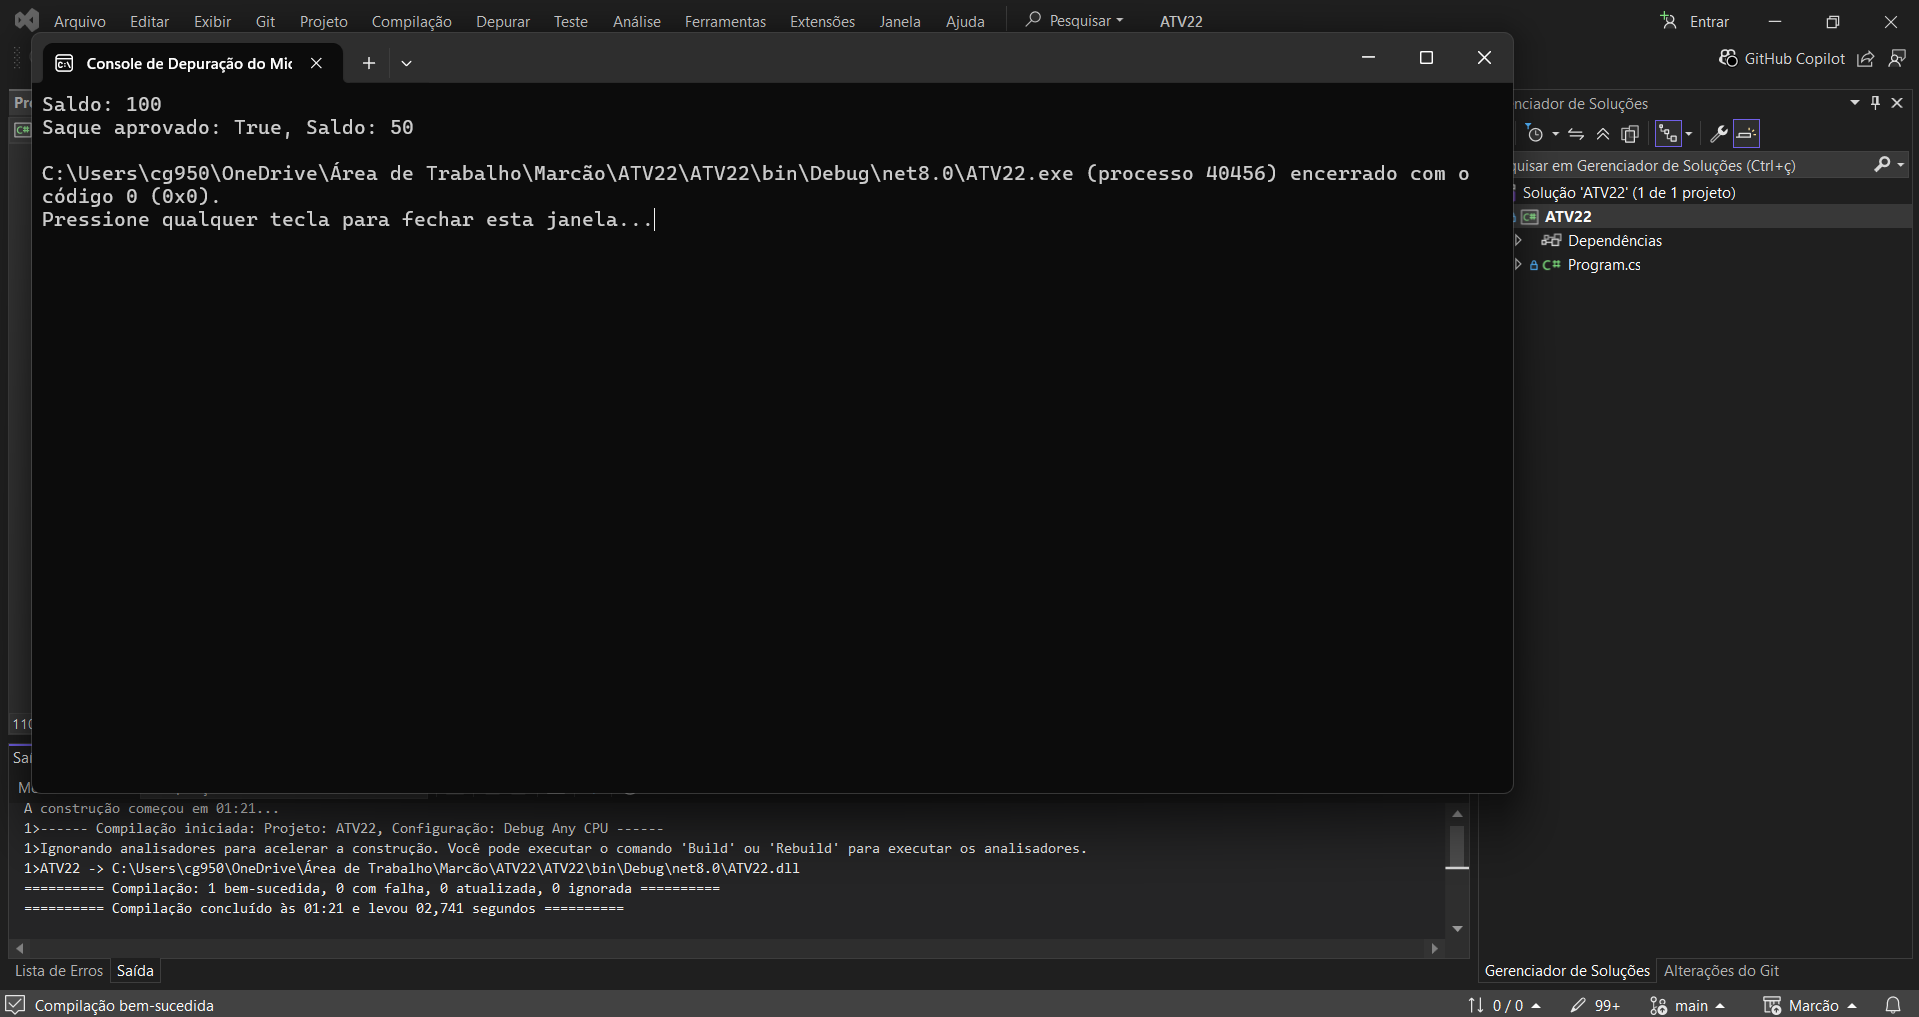 Arquivo Editar Exibir Git Projeto Compilação Depurar Teste Análise Ferramentas Extensões Janela Ajuda Pesquisar ATV22 Entrar
GitHub Copilot
Console de Depuração do Mic
Saldo: 100
Saque aprovado: True, Saldo: 50
C:\Users\cg950\OneDrive\Área de Trabalho\Marcão\ATV22\ATV22\bin\Debug\net8.0\ATV22.exe (processo 40456) encerrado com o
código 0 (0x0).
Pressione qualquer tecla para fechar esta janela...
nciador de Soluções
quisar em Gerenciador de Soluções (Ctrl+ç)
Solução 'ATV22' (1 de 1 projeto)
C# ATV22
Dependências
C# Program.cs
Pr
C#
110
Saí
A construção começou em 01:21...
1>------ Compilação iniciada: Projeto: ATV22, Configuração: Debug Any CPU ------
1>Ignorando analisadores para acelerar a construção. Você pode executar o comando 'Build' ou 'Rebuild' para executar os analisadores.
1>ATV22 -> C:\Users\cg950\OneDrive\Área de Trabalho\Marcão\ATV22\ATV22\bin\Debug\net8.0\ATV22.dll
========== Compilação: 1 bem-sucedida, 0 com falha, 0 atualizada, 0 ignorada ==========
========== Compilação concluído às 01:21 e levou 02,741 segundos ==========
Lista de Erros Saída
Gerenciador de Soluções Alterações do Git
Compilação bem-sucedida 0 / 0 99+ main Marcão